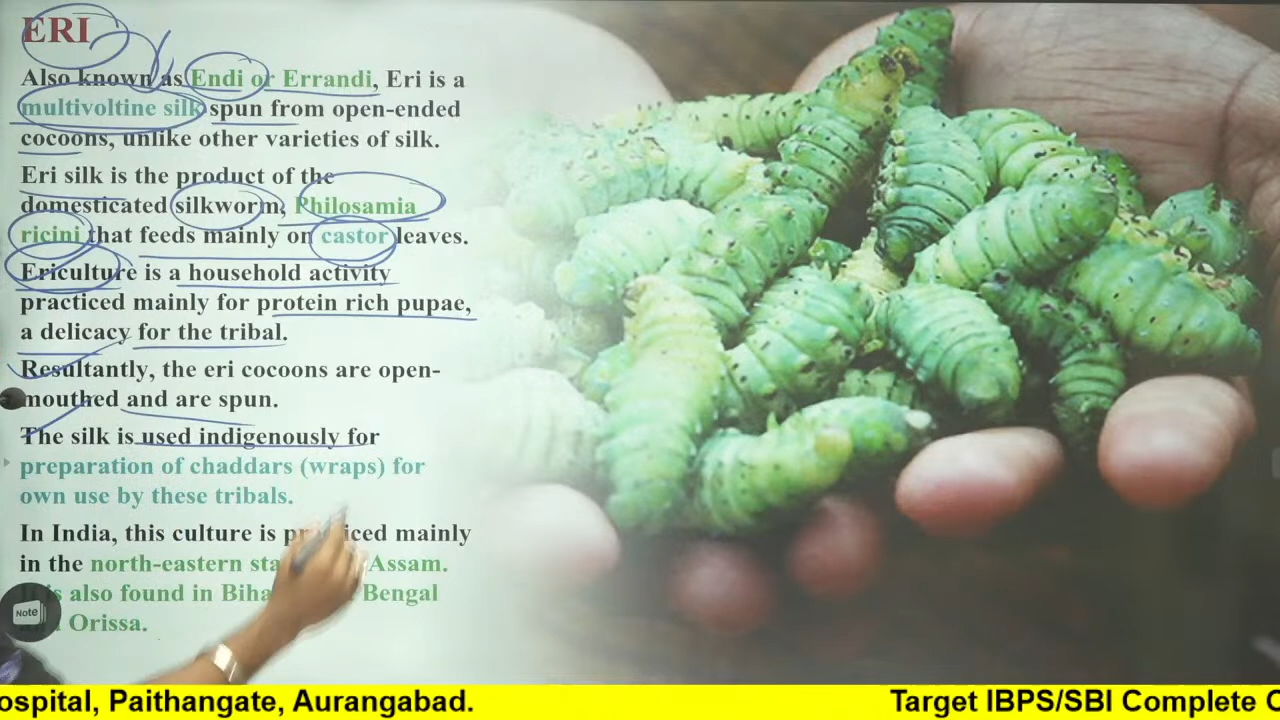 ERI
Also known as Endi or Errandi, Eri is a
multivoltine silk spun from open-ended
cocoons, unlike other varieties of silk.
Eri silk is the product of the
domesticated silkworm, Philosamia
ricini that feeds mainly on castor leaves.
Ericulture is a household activity
practiced mainly for protein rich pupae,
a delicacy for the tribal.
Resultantly, the eri cocoons are open-
mouthed and are spun.
The silk is used indigenously for
preparation of chaddars (wraps) for
own use by these tribals.
In India, this culture is mainly
in the north-eastern Assam.
also found in Bengal
Orissa.
Note
ospital, Paithangate, Aurangabad. Target IBPS/SBI Complete C